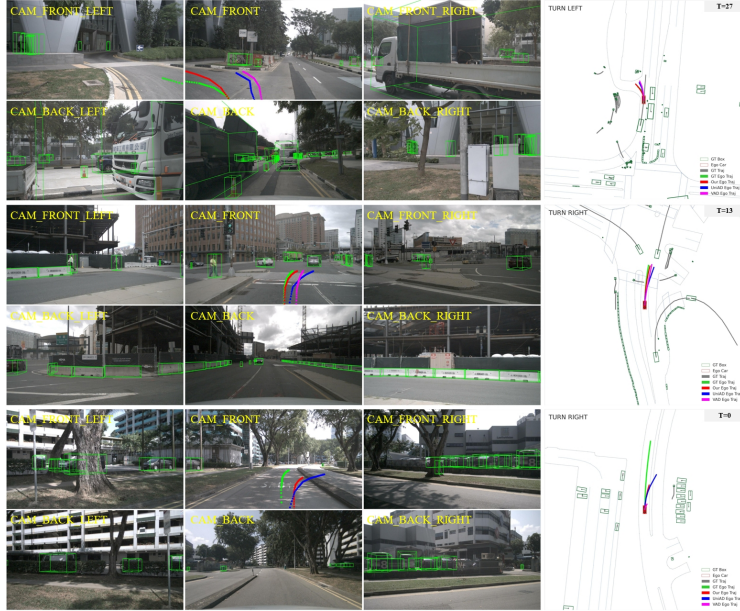 CAM_FRONT_LEFT
CAM_FRONT
CAM_FRONT_RIGHT
TURN LEFT
T=27
CAM_BACK_LEFT
CAM_BACK
CAM_BACK_RIGHT
GT Box
Ego Car
GT Traj
GT Ego Traj
Our Ego Traj
UniAD Ego Traj
VAD Ego Traj
CAM_FRONT_LEFT
CAM_FRONT
CAM_FRONT_RIGHT
TURN RIGHT
T=13
CAM_BACK_LEFT
CAM_BACK
CAM_BACK_RIGHT
GT Box
Ego Car
GT Traj
GT Ego Traj
Our Ego Traj
UniAD Ego Traj
VAD Ego Traj
CAM_FRONT_LEFT
CAM_FRONT
CAM_FRONT_RIGHT
TURN RIGHT
T=0
CAM_BACK_LEFT
CAM_BACK
CAM_BACK_RIGHT
GT Box
Ego Car
GT Traj
GT Ego Traj
Our Ego Traj
UniAD Ego Traj
VAD Ego Traj